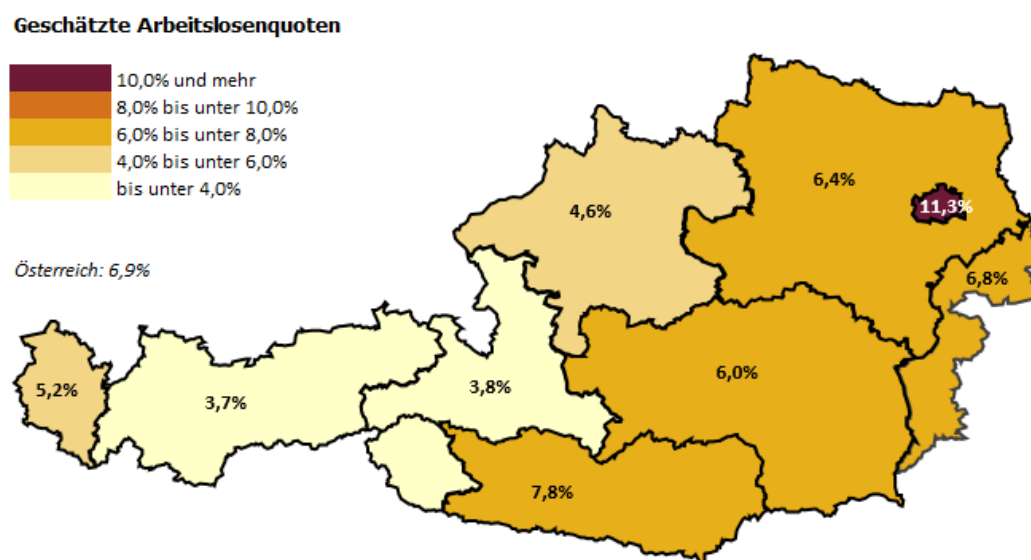 Geschätzte Arbeitslosenquoten
10,0% und mehr
8,0% bis unter 10,0%
6,0% bis unter 8,0%
4,0% bis unter 6,0%
bis unter 4,0%
Österreich: 6,9%
6,4%
11,3%
4,6%
6,8%
5,2%
3,7%
3,8%
6,0%
7,8%